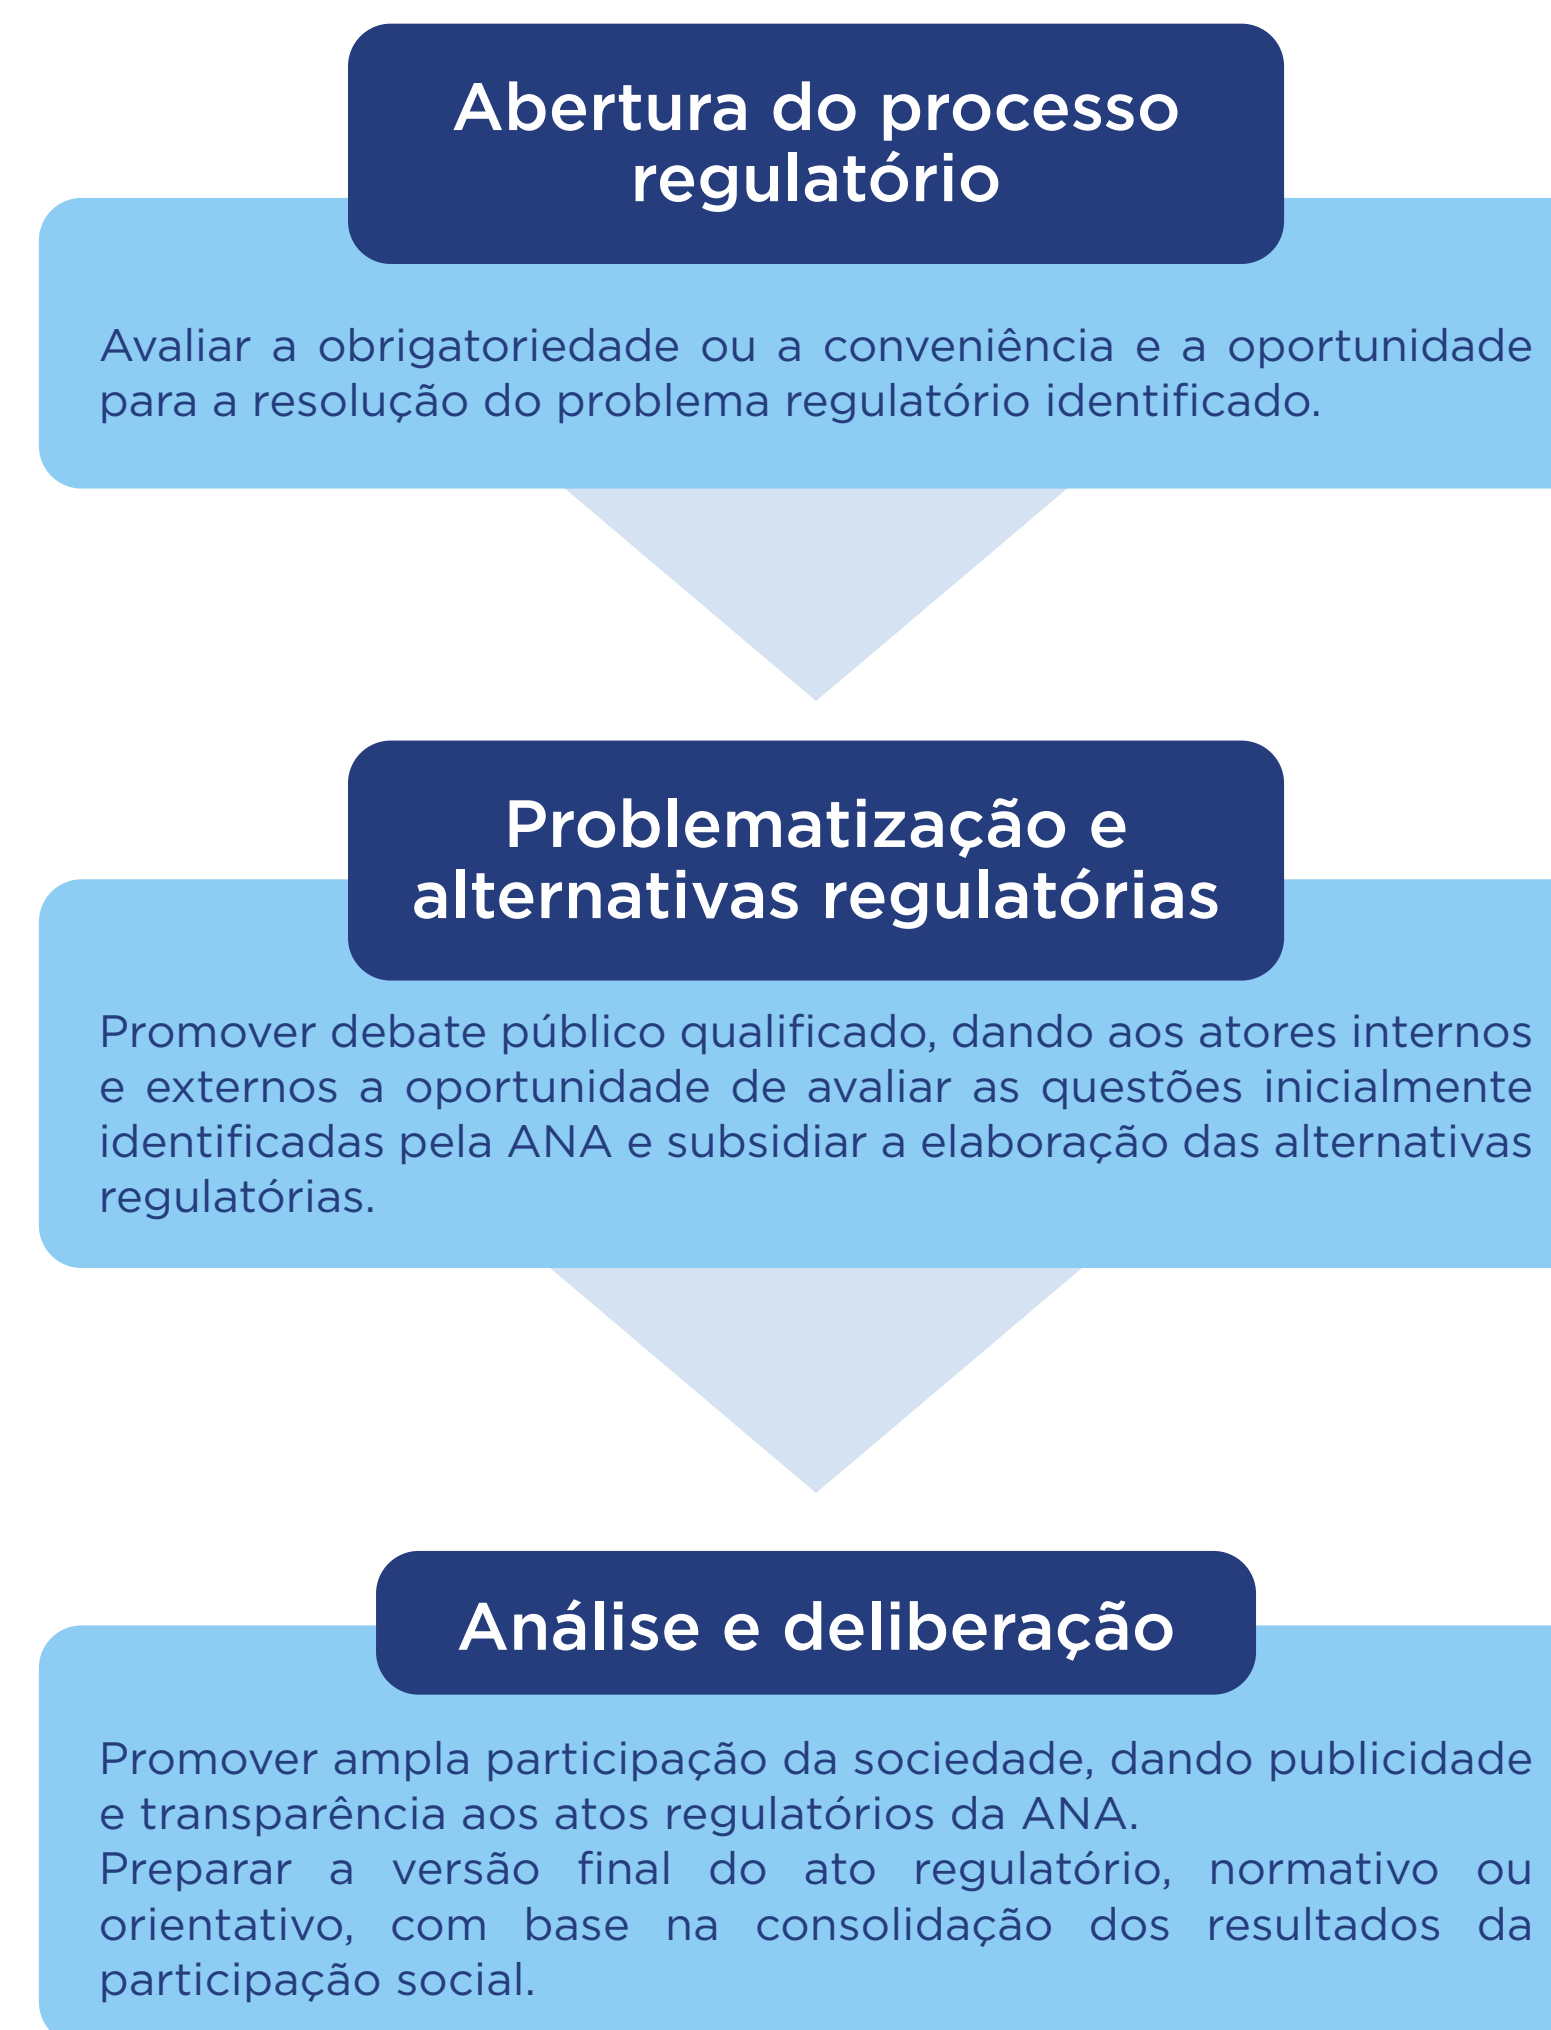 Abertura do processo
regulatório
Avaliar a obrigatoriedade ou a conveniência e a oportunidade
para a resolução do problema regulatório identificado.
Problematização e
alternativas regulatórias
Promover debate público qualificado, dando aos atores internos
e externos a oportunidade de avaliar as questões inicialmente
identificadas pela ANA e subsidiar a elaboração das alternativas
regulatórias.
Análise e deliberação
Promover ampla participação da sociedade, dando publicidade
e transparência aos atos regulatórios da ANA.
Preparar a versão final do ato regulatório, normativo ou
orientativo, com base na consolidação dos resultados da
participação social.